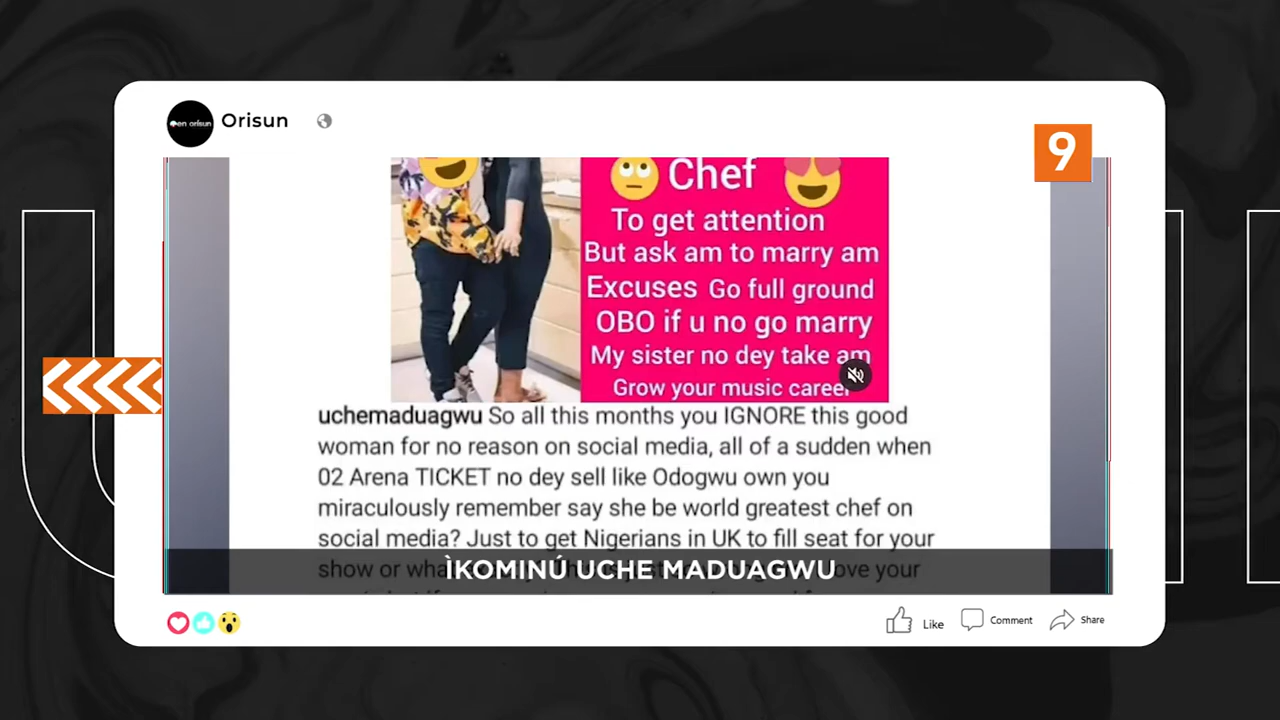 en orisun
Orisun
9
Chef
To get attention
But ask am to marry am
Excuses Go full ground
OBO if u no go marry
My sister no dey take am
Grow your music career
uchemaduagwu So all this months you IGNORE this good
woman for no reason on social media, all of a sudden when
02 Arena TICKET no dey sell like Odogwu own you
miraculously remember say she be world greatest chef on
social media? Just to get Nigerians in UK to fill seat for your
show or
ÌKOMINÚ UCHE MADUAGWU
Like
Comment
Share